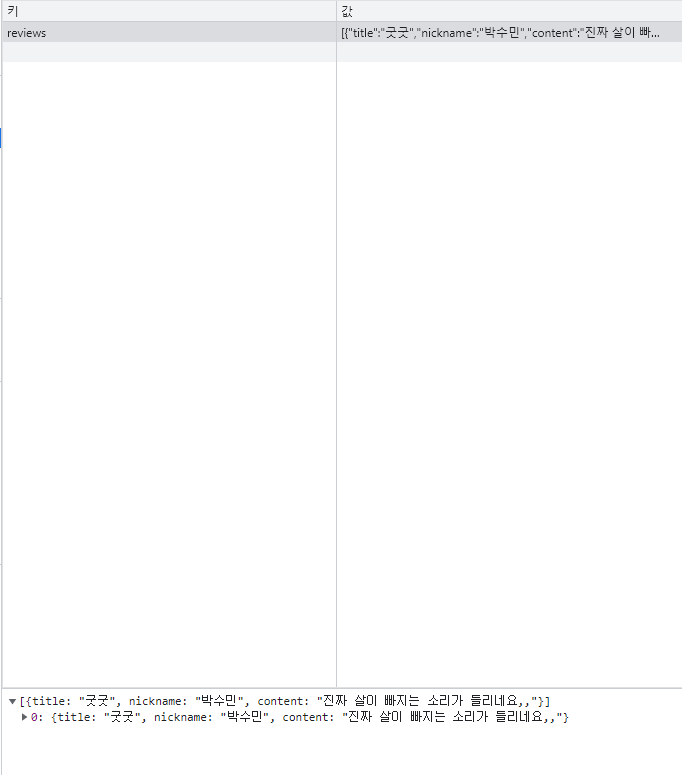 키 값
reviews [{"title":"굿굿","nickname":"박수민","content":"진짜 살이 빠...
▼[{title: "굿굿", nickname: "박수민", content: "진짜 살이 빠지는 소리가 들리네요,,"}]
▶0: {title: "굿굿", nickname: "박수민", content: "진짜 살이 빠지는 소리가 들리네요,,"}